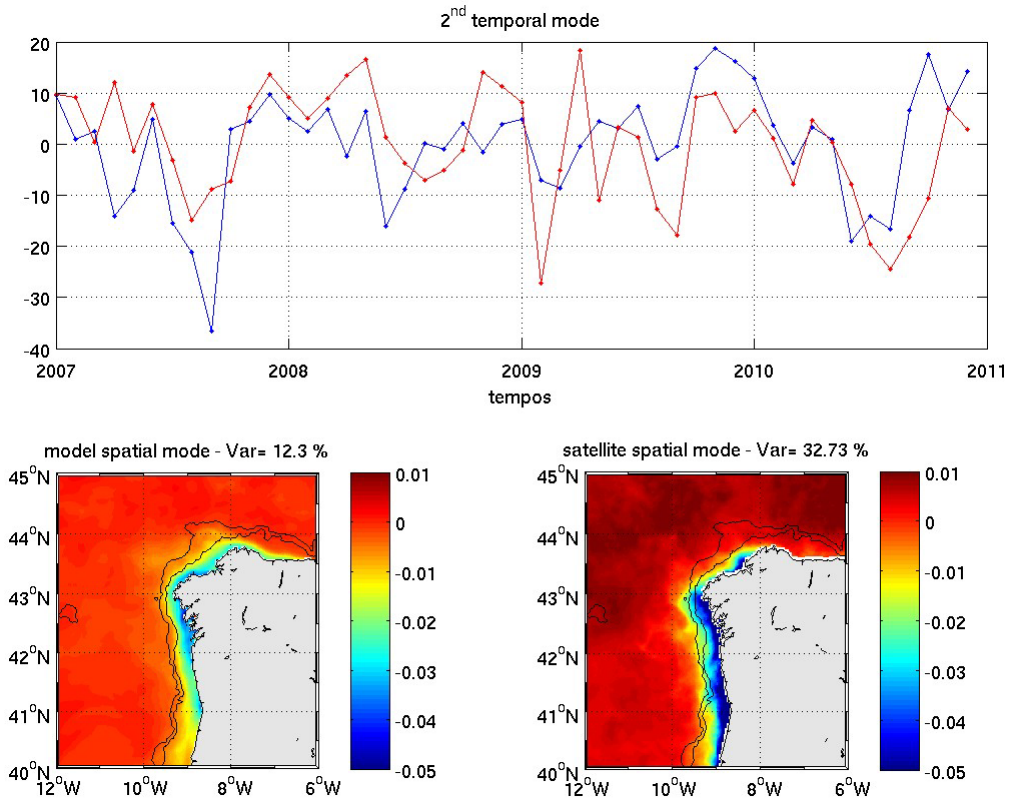 2nd temporal mode
20
10
0
-10
-20
-30
-40
2007 2008 2009 2010 2011
tempos
model spatial mode - Var= 12.3 %
45°N
44°N
43°N
42°N
41°N
40°N
12°W 10°W 8°W 6°W
0.01
0
-0.01
-0.02
-0.03
-0.04
-0.05
satellite spatial mode - Var= 32.73 %
45°N
44°N
43°N
42°N
41°N
40°N
12°W 10°W 8°W 6°W
0.01
0
-0.01
-0.02
-0.03
-0.04
-0.05